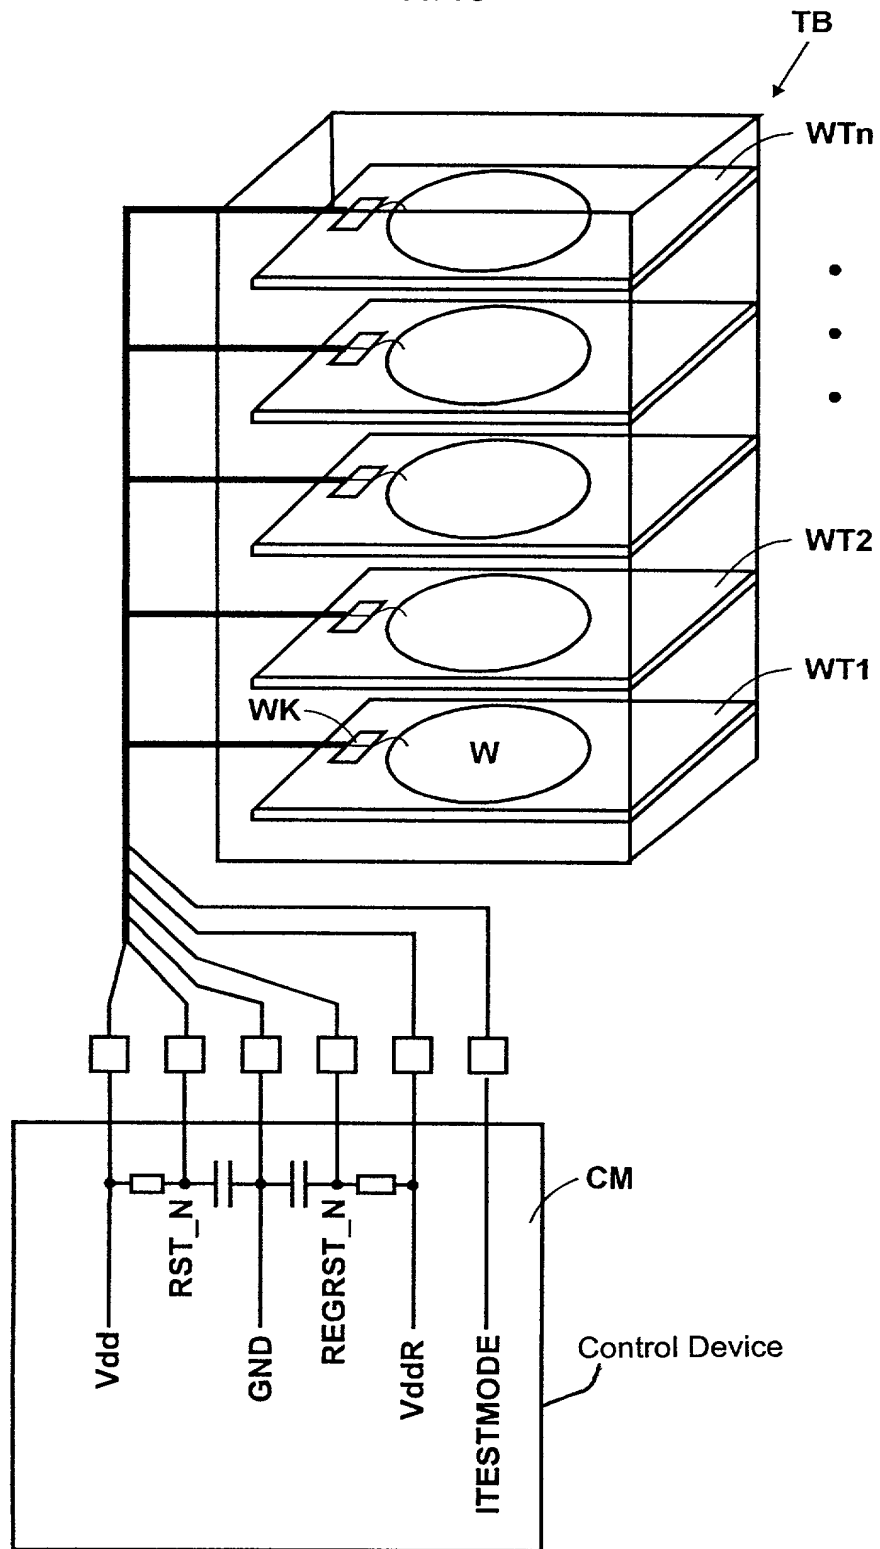 TB
WTn
WT2
WT1
WK
W
CM
Vdd
RST_N
GND
REGRST_N
VddR
ITESTMODE
Control Device